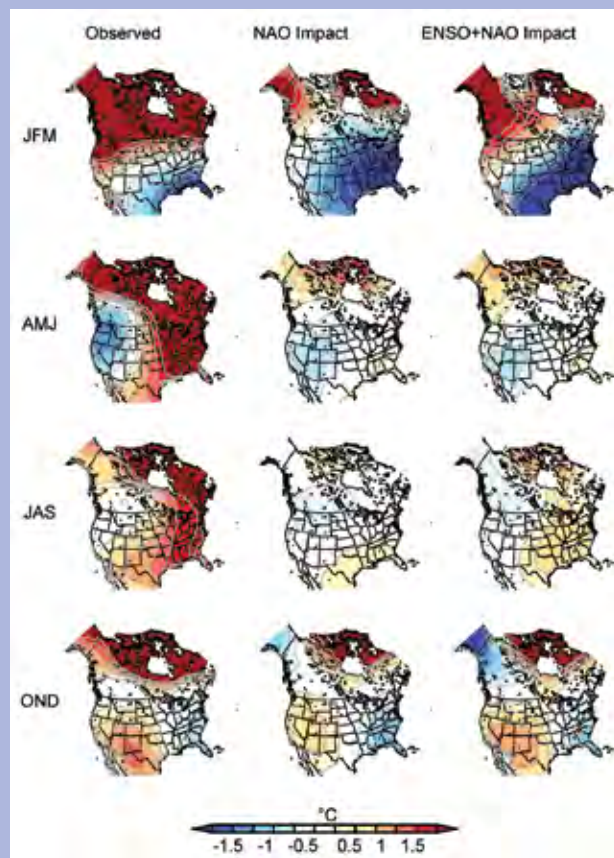 Observed NAO Impact ENSO+NAO Impact
JFM
AMJ
JAS
OND
°C
-1.5 -1 -0.5 0.5 1 1.5